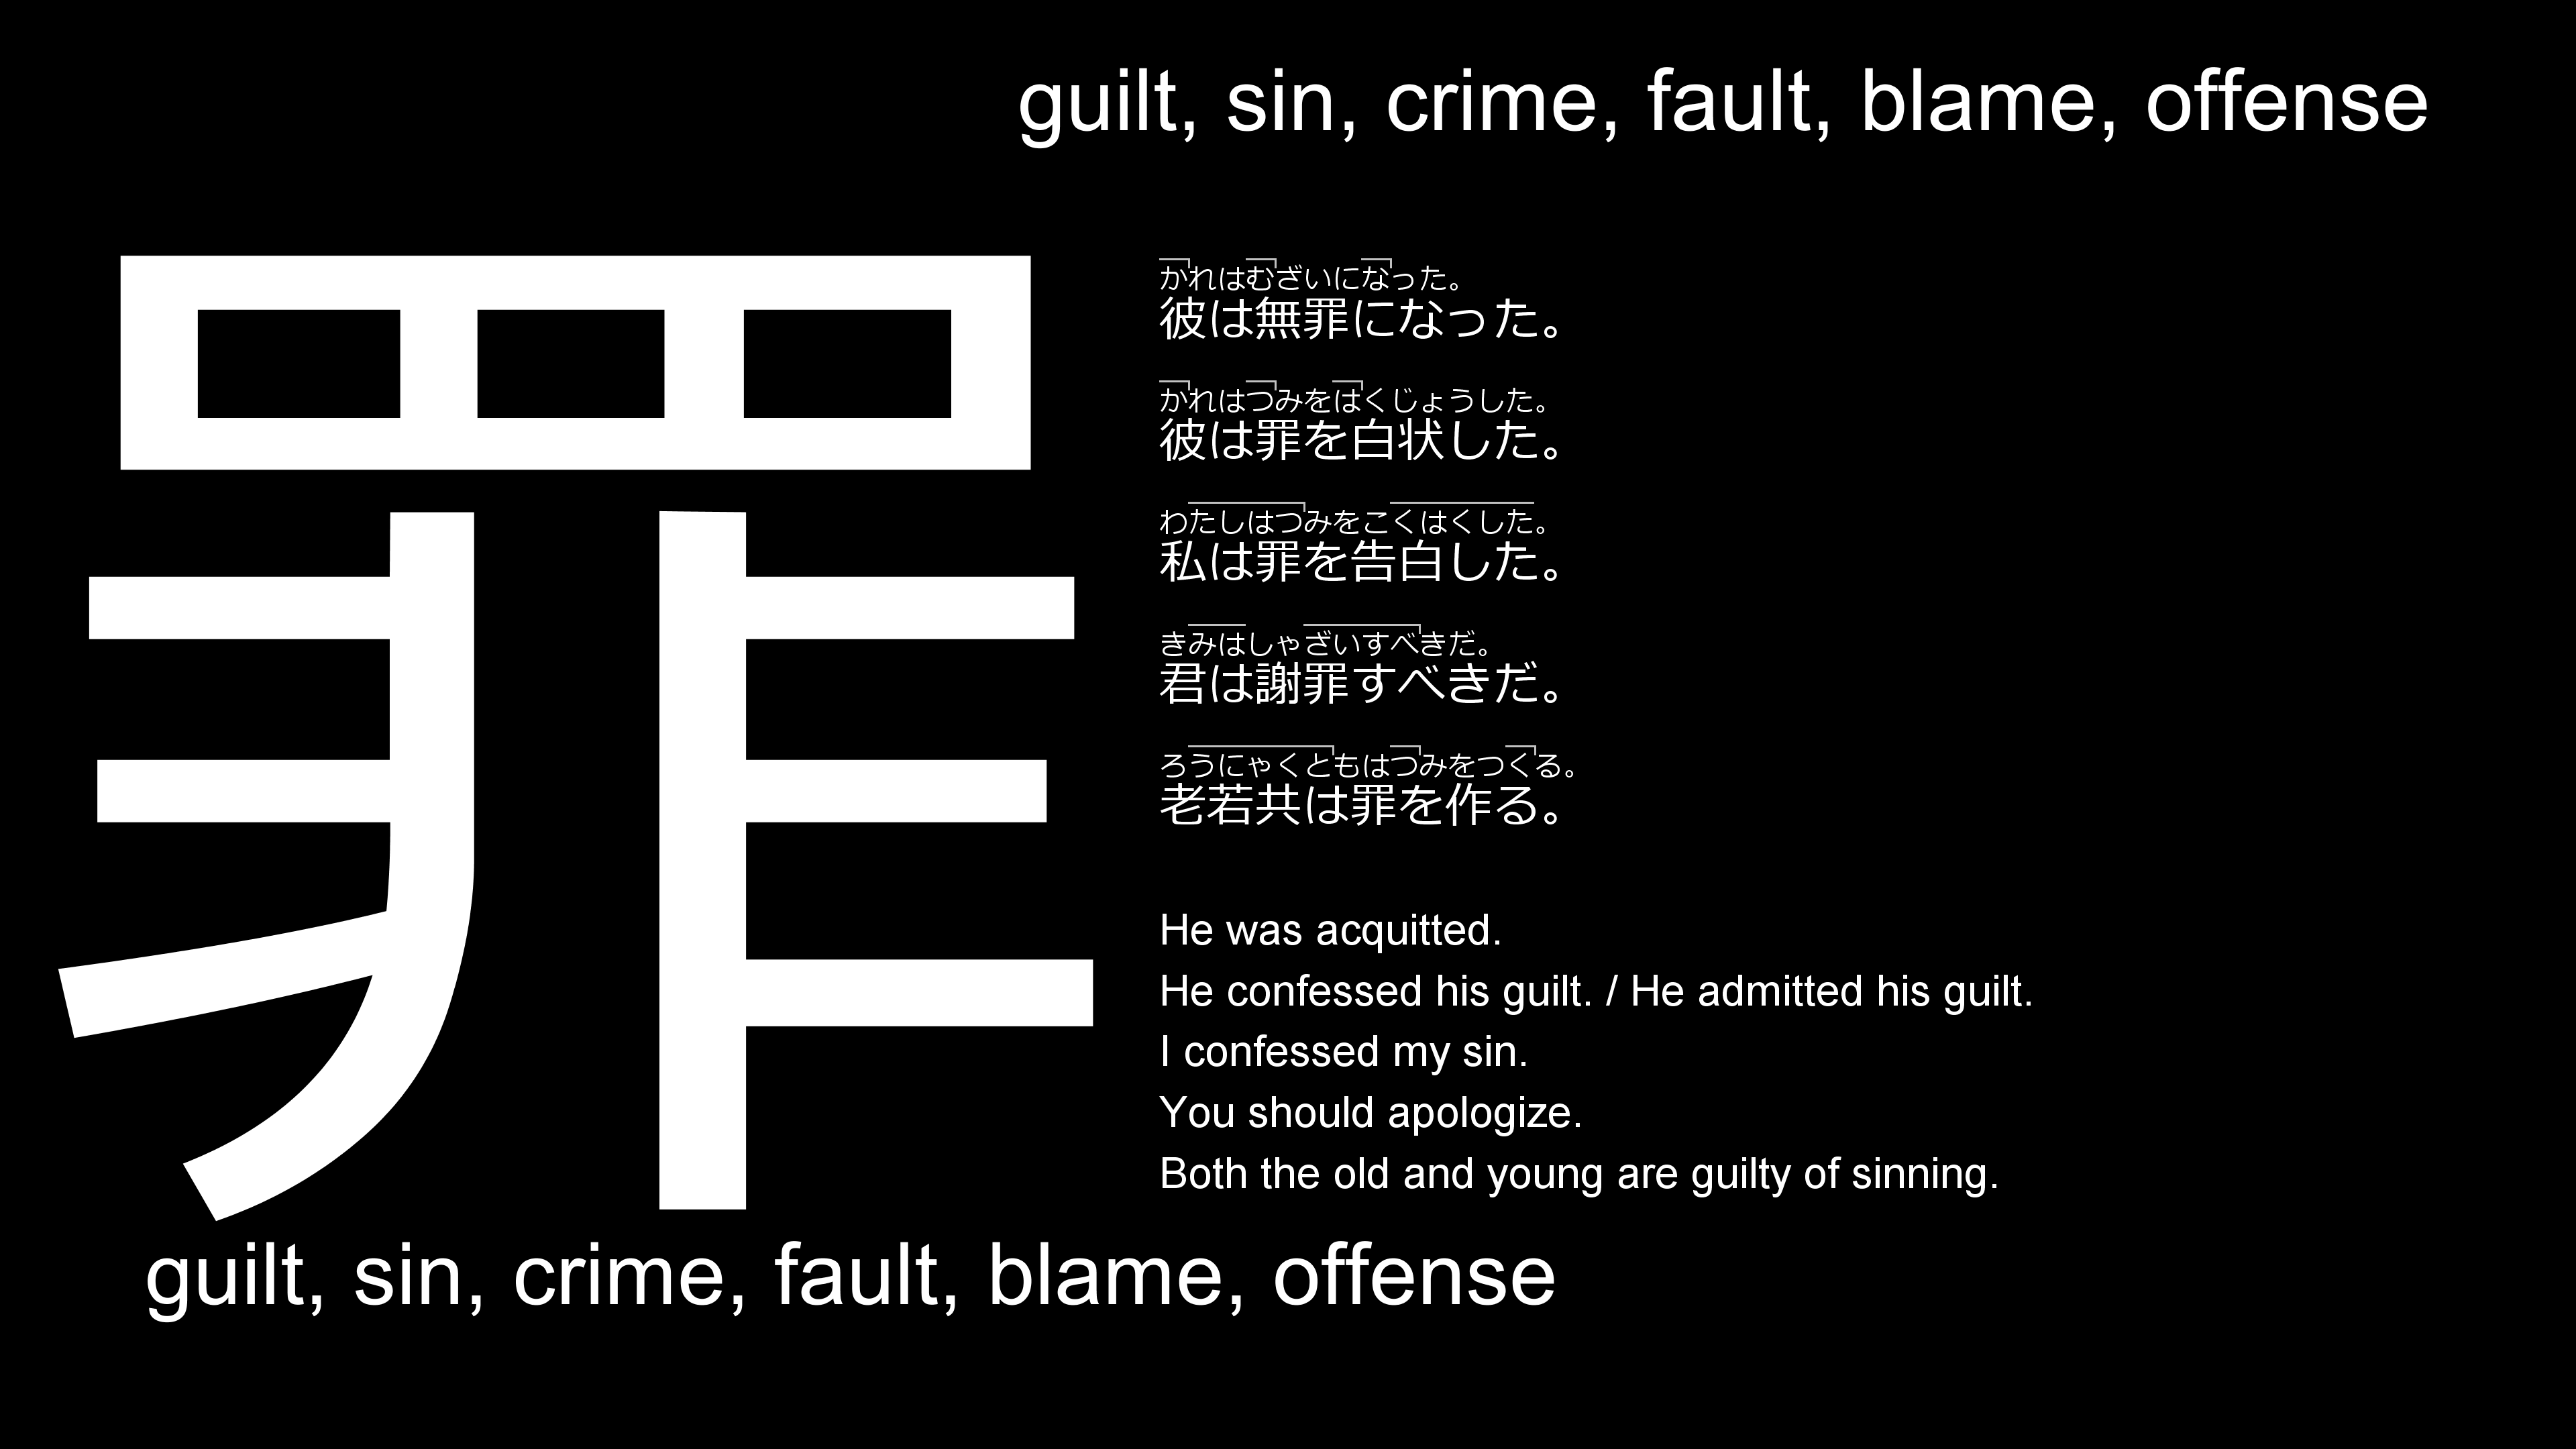 guilt, sin, crime, fault, blame, offense
罪
かれはむざいになった。
彼は無罪になった。
かれはつみをはくじょうした。
彼は罪を白状した。
わたしはつみをこくはくした。
私は罪を告白した。
きみはしゃざいすべきだ。
君は謝罪すべきだ。
ろうにゃくともはつみをつくる。
老若共は罪を作る。
He was acquitted.
He confessed his guilt. / He admitted his guilt.
I confessed my sin.
You should apologize.
Both the old and young are guilty of sinning.
guilt, sin, crime, fault, blame, offense